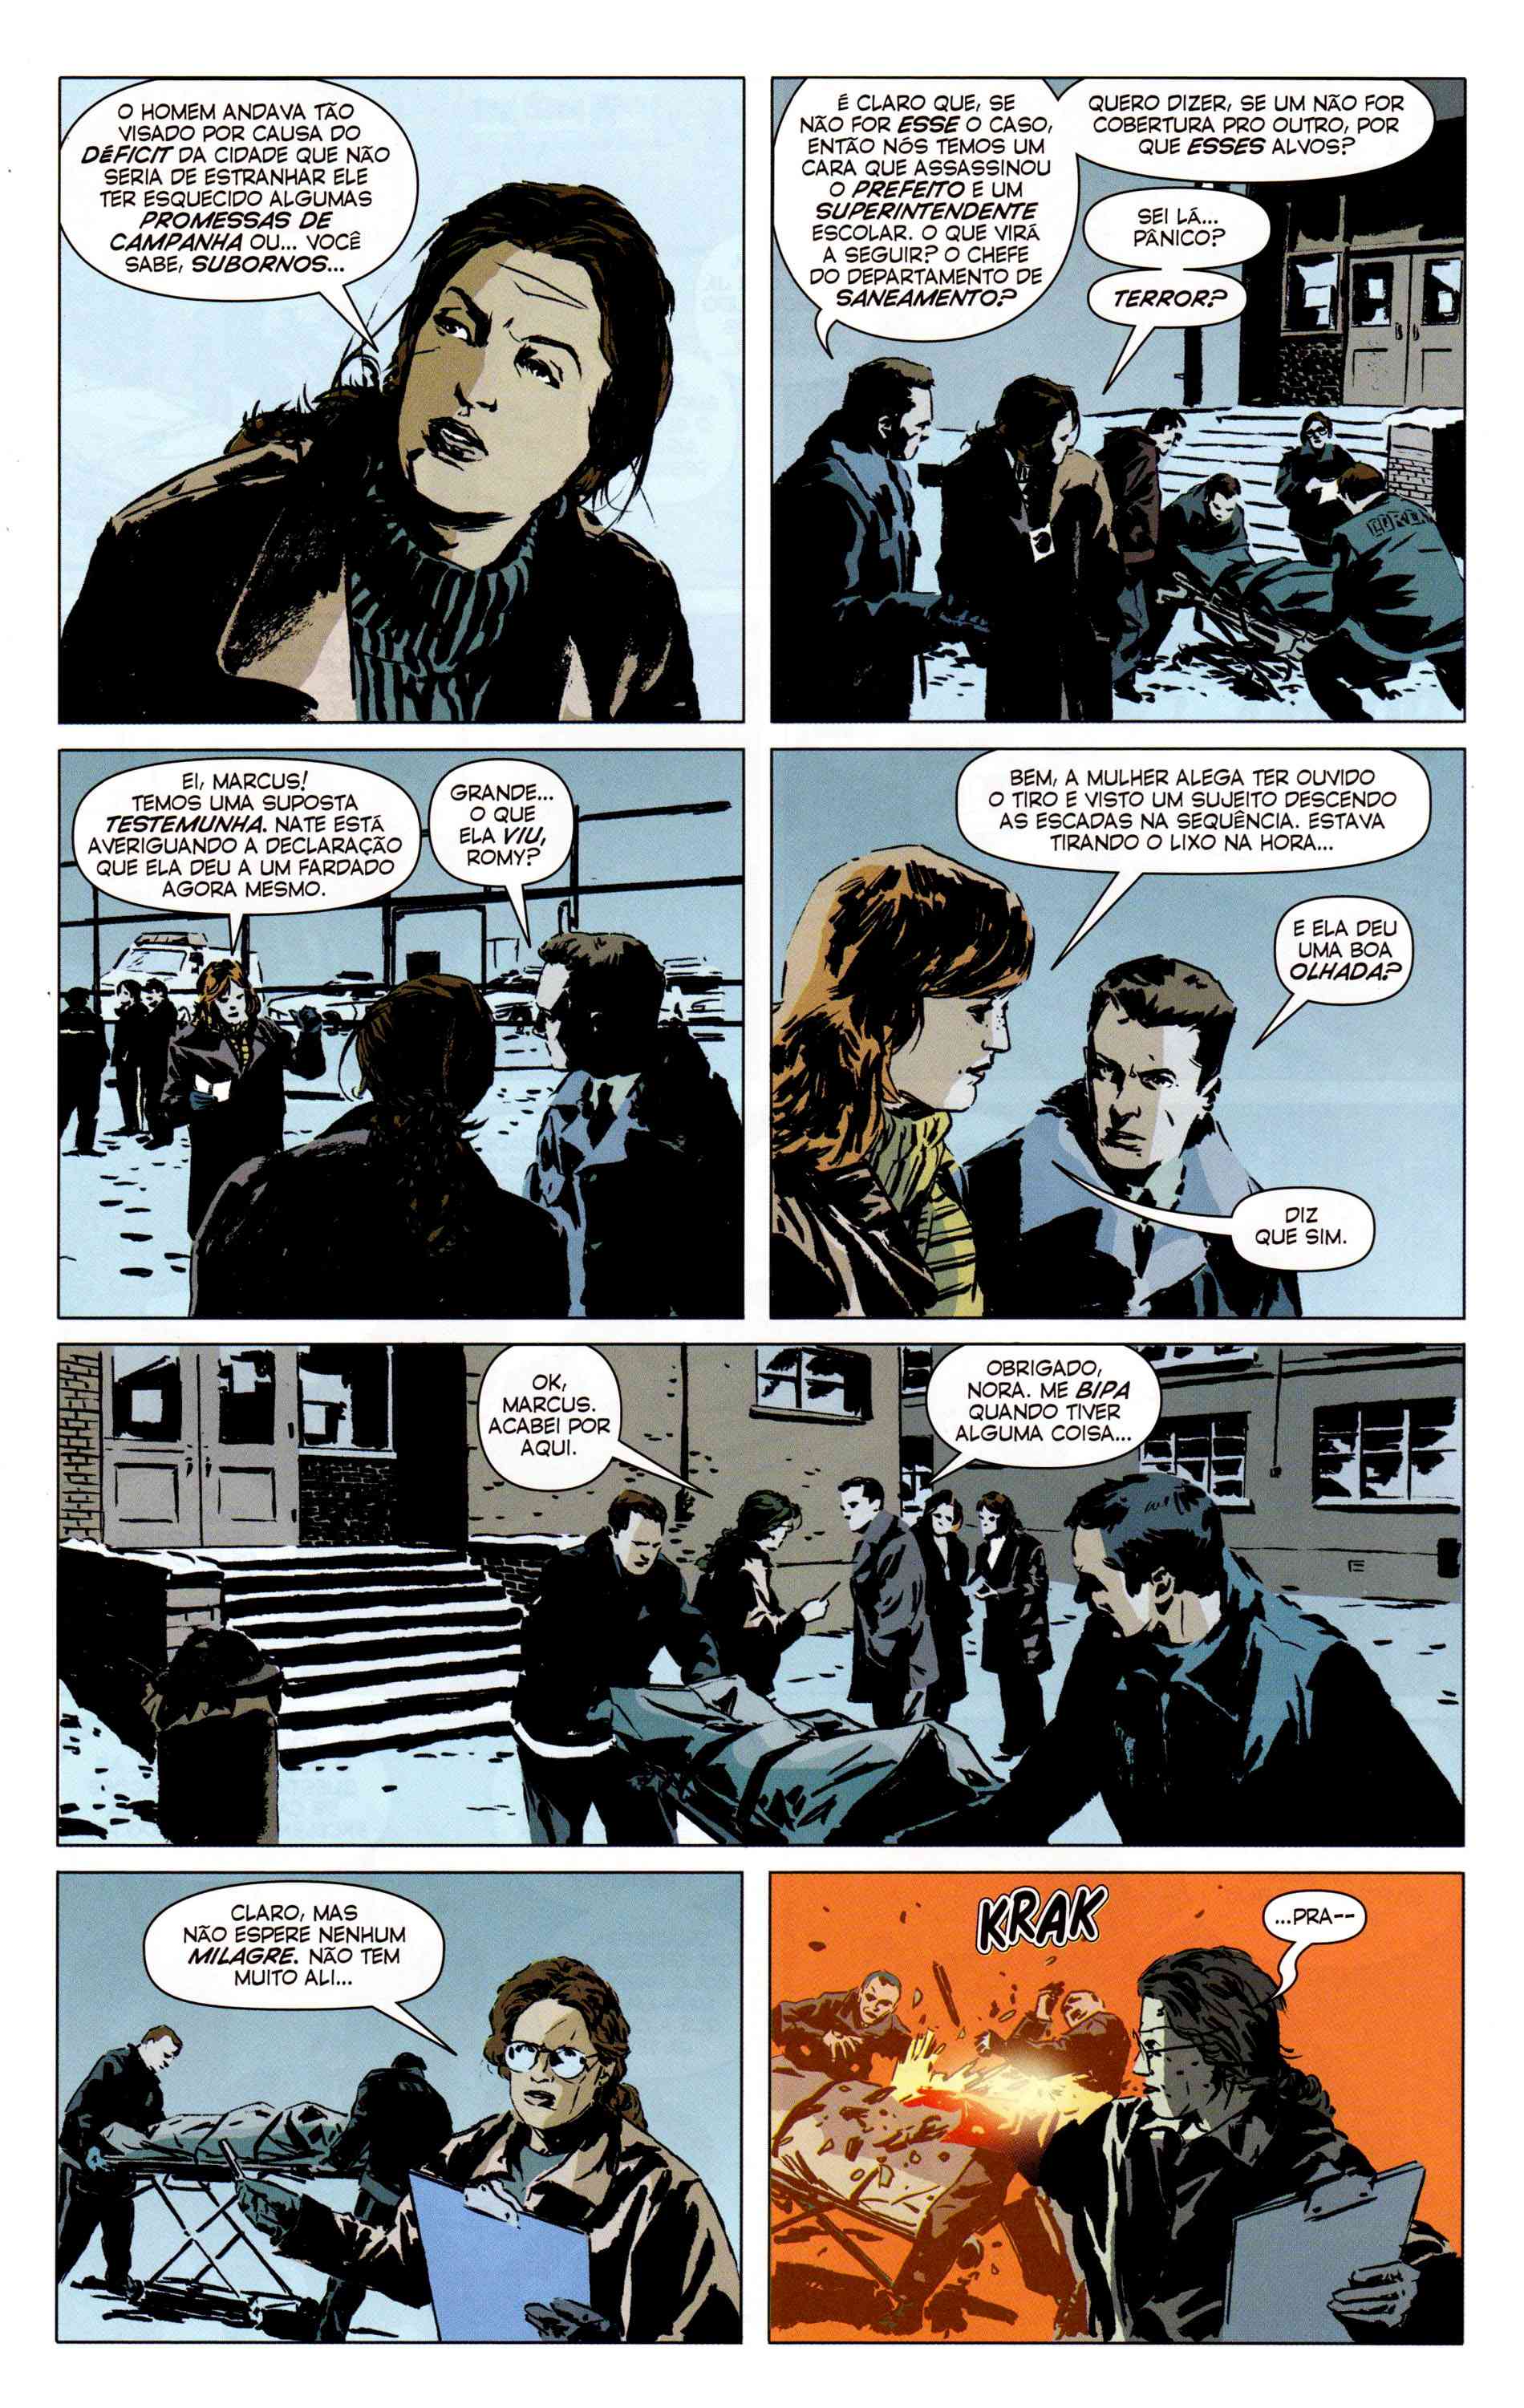 O HOMEM ANDAVA TÃO
VISADO POR CAUSA DO
DÉFICIT DA CIDADE QUE NÃO
SERIA DE ESTRANHAR ELE
TER ESQUECIDO ALGUMAS
PROMESSAS DE
CAMPANHA OU... VOCÊ
SABE, SUBORNOS...
É CLARO QUE, SE
NÃO FOR ESSE O CASO,
ENTÃO NÓS TEMOS UM
CARA QUE ASSASSINOU
O PREFEITO E UM
SUPERINTENDENTE
ESCOLAR. O QUE VIRÁ
A SEGUIR? O CHEFE
DO DEPARTAMENTO DE
SANEAMENTO?
QUERO DIZER, SE UM NÃO FOR
COBERTURA PRO OUTRO, POR
QUE ESSES ALVOS?
SEI LÁ...
PÂNICO?
TERROR?
EI, MARCUS!
TEMOS UMA SUPOSTA
TESTEMUNHA. NATE ESTÁ
AVERIGUANDO A DECLARAÇÃO
QUE ELA DEU A UM FARDADO
AGORA MESMO.
GRANDE...
O QUE
ELA VIU,
ROMY?
BEM, A MULHER ALEGA TER OUVIDO
O TIRO E VISTO UM SUJEITO DESCENDO
AS ESCADAS NA SEQUÊNCIA. ESTAVA
TIRANDO O LIXO NA HORA...
E ELA DEU
UMA BOA
OLHADA?
DIZ
QUE SIM.
OK,
MARCUS.
ACABEI POR
AQUI.
OBRIGADO,
NORA. ME BIPA
QUANDO TIVER
ALGUMA COISA...
CLARO, MAS
NÃO ESPERE NENHUM
MILAGRE. NÃO TEM
MUITO ALI...
KRAK
...PRA--